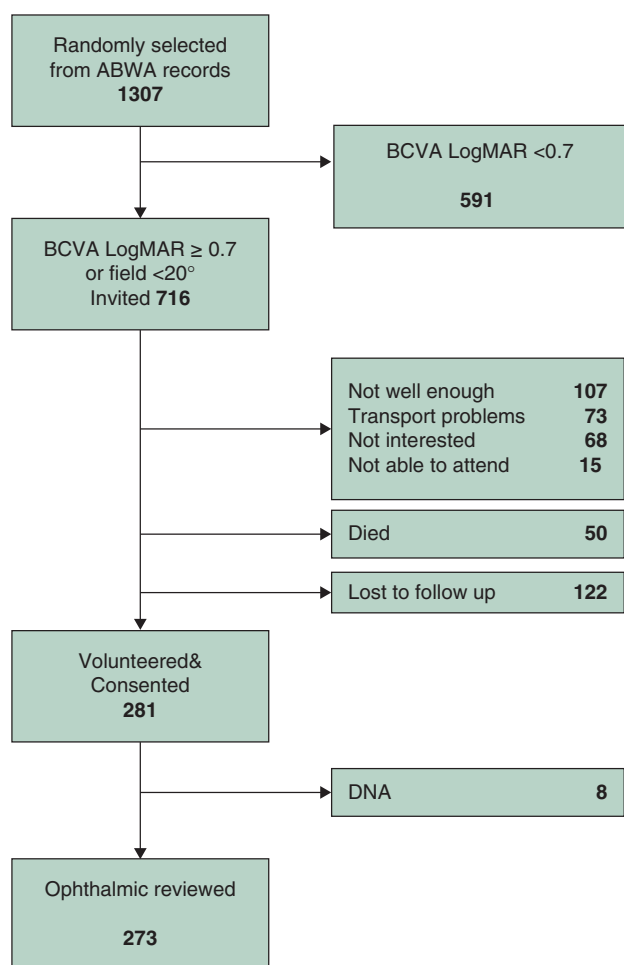 Randomly selected
from ABWA records
1307
BCVA LogMAR <0.7
591
BCVA LogMAR ≥ 0.7
or field <20°
Invited 716
Not well enough 107
Transport problems 73
Not interested 68
Not able to attend 15
Died 50
Lost to follow up 122
Volunteered&
Consented
281
DNA 8
Ophthalmic reviewed
273